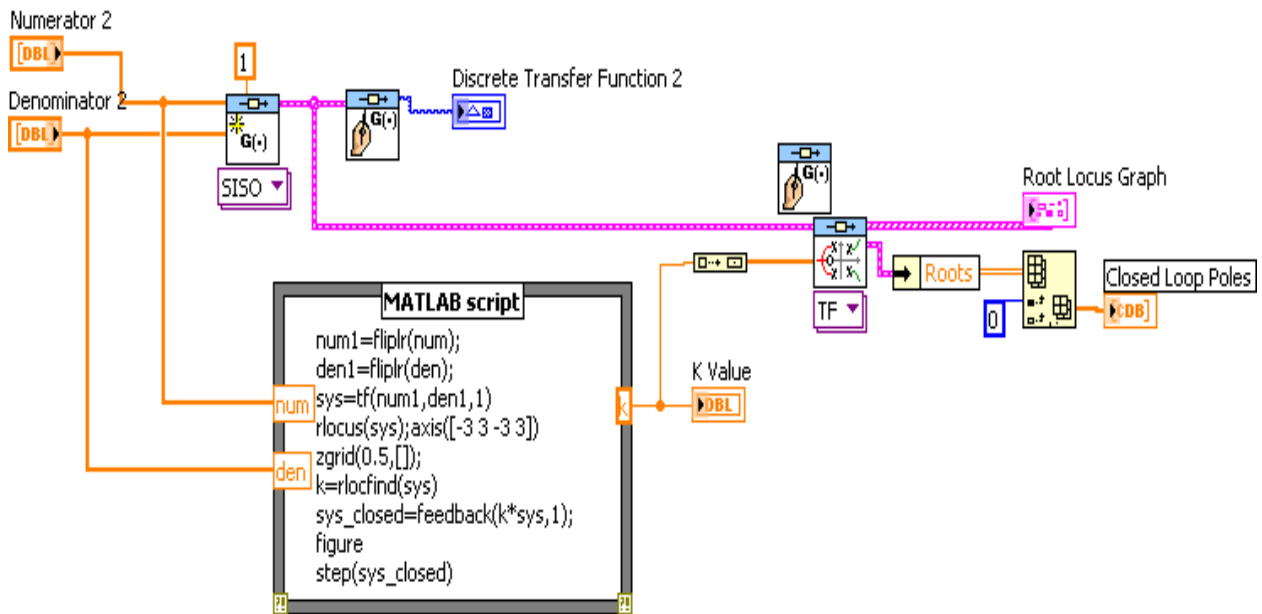 Numerator 2
[DBL]
1
Denominator 2
[DBL]
G(·)
SISO
G(·)
Discrete Transfer Function 2
G(·)
Root Locus Graph
TF
Roots
0
Closed Loop Poles
CDB]
MATLAB script
num1=fliplr(num);
den1=fliplr(den);
sys=tf(num1,den1,1)
rlocus(sys);axis([-3 3 -3 3])
zgrid(0.5,[]);
k=rlocfind(sys)
sys_closed=feedback(k*sys,1);
figure
step(sys_closed)
num
den
k
K Value
DBL